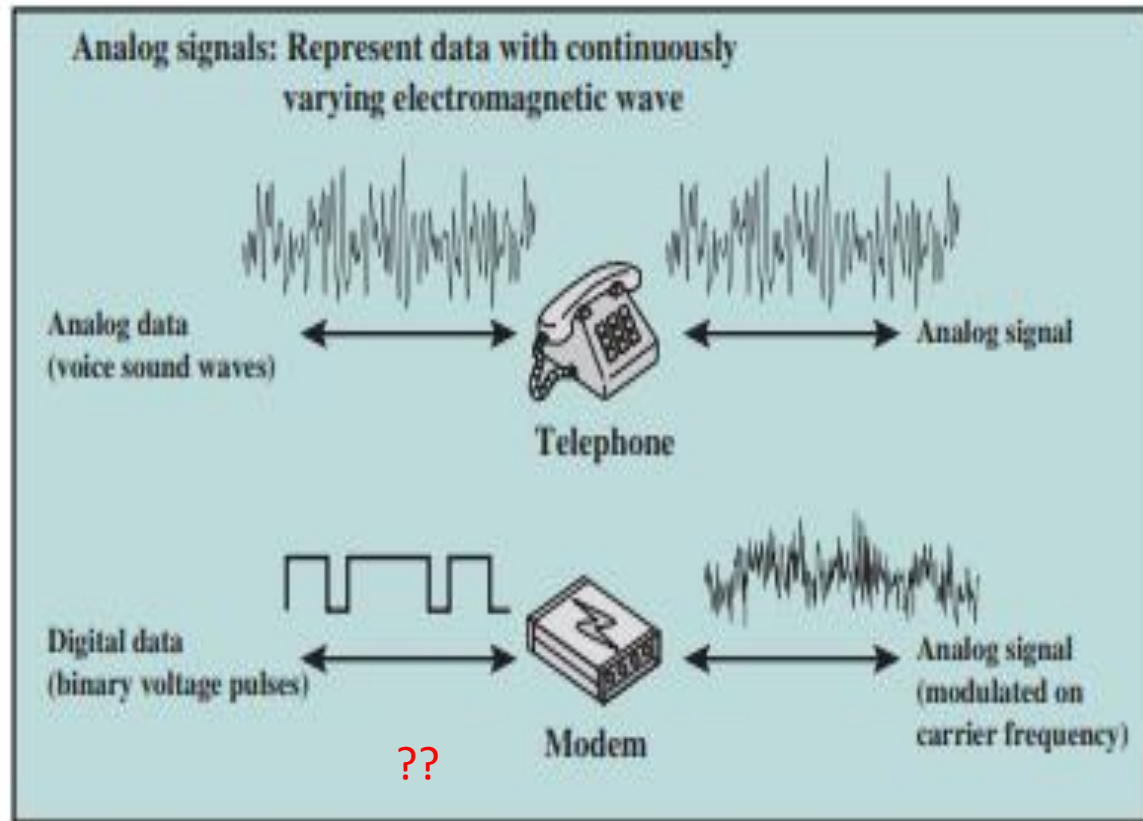 Analog signals: Represent data with continuously
varying electromagnetic wave
Analog data
(voice sound waves)
Analog signal
Telephone
Digital data
(binary voltage pulses)
Analog signal
(modulated on
carrier frequency)
Modem
??